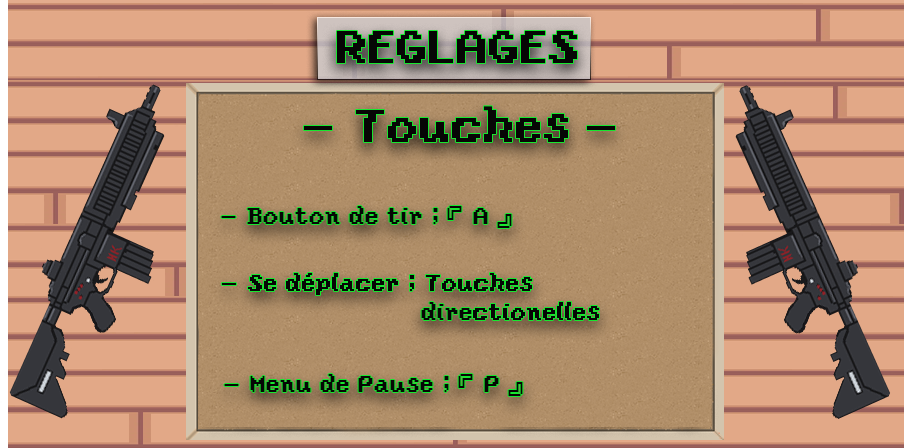 REGLAGES
- Touches -
- Bouton de tir :『 A 』
- Se déplacer : Touches
directionelles
- Menu de Pause :『 P 』